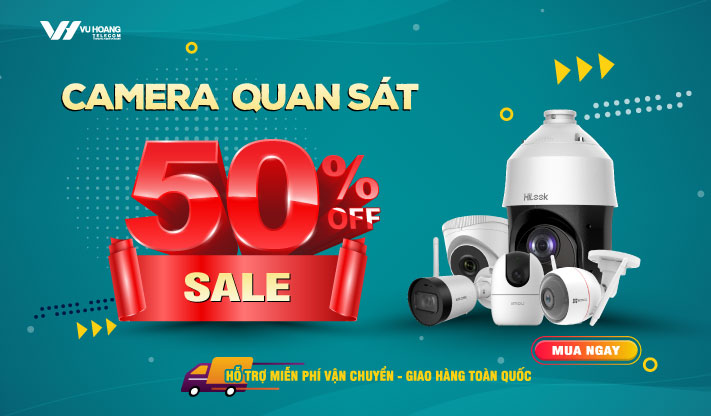 VU HOANG
TELECOM
CAMERA QUAN SÁT
50%
OFF
SALE
HiLook
EZVIZ
MUA NGAY
HỖ TRỢ MIỄN PHÍ VẬN CHUYỂN - GIAO HÀNG TOÀN QUỐC